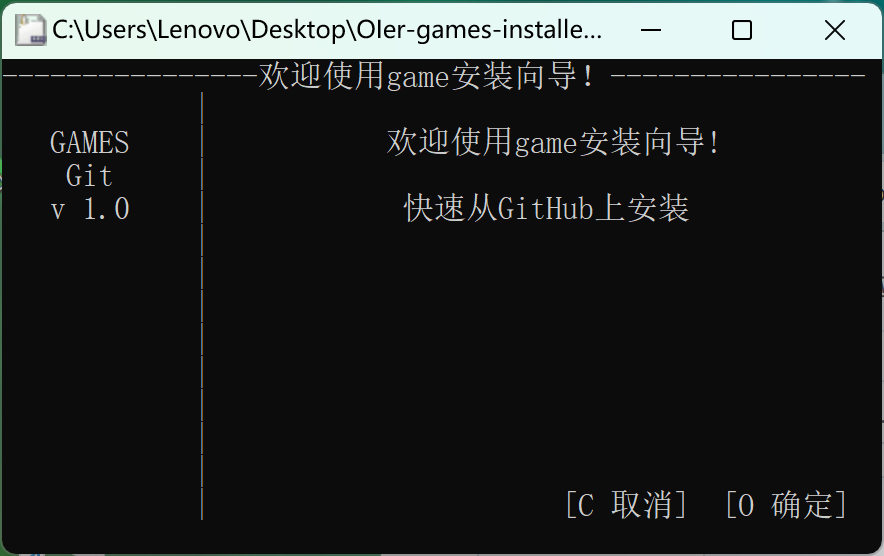 C:\Users\Lenovo\Desktop\OIer-games-installe...
----------------欢迎使用game安装向导！----------------
GAMES
欢迎使用game安装向导！
Git
v 1.0
快速从GitHub上安装
[C 取消] [O 确定]